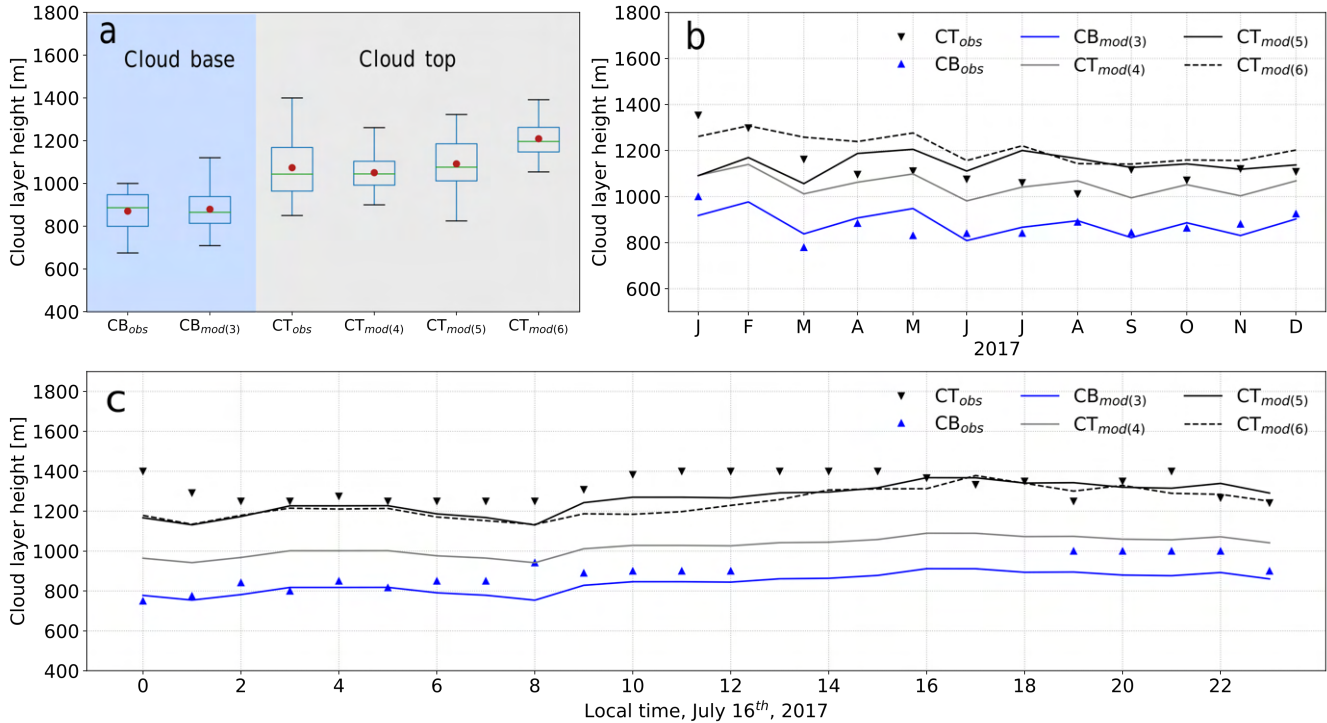 a
Cloud base
Cloud top
Cloud layer height [m]
1800
1600
1400
1200
1000
800
600
400
CB_obs
CB_mod(3)
CT_obs
CT_mod(4)
CT_mod(5)
CT_mod(6)
b
CT_obs
CB_mod(3)
CT_mod(5)
CB_obs
CT_mod(4)
CT_mod(6)
Cloud layer height [m]
1800
1600
1400
1200
1000
800
600
J F M A M J J A S O N D
2017
c
CT_obs
CB_mod(3)
CT_mod(5)
CB_obs
CT_mod(4)
CT_mod(6)
Cloud layer height [m]
1800
1600
1400
1200
1000
800
600
400
0 2 4 6 8 10 12 14 16 18 20 22
Local time, July 16th, 2017